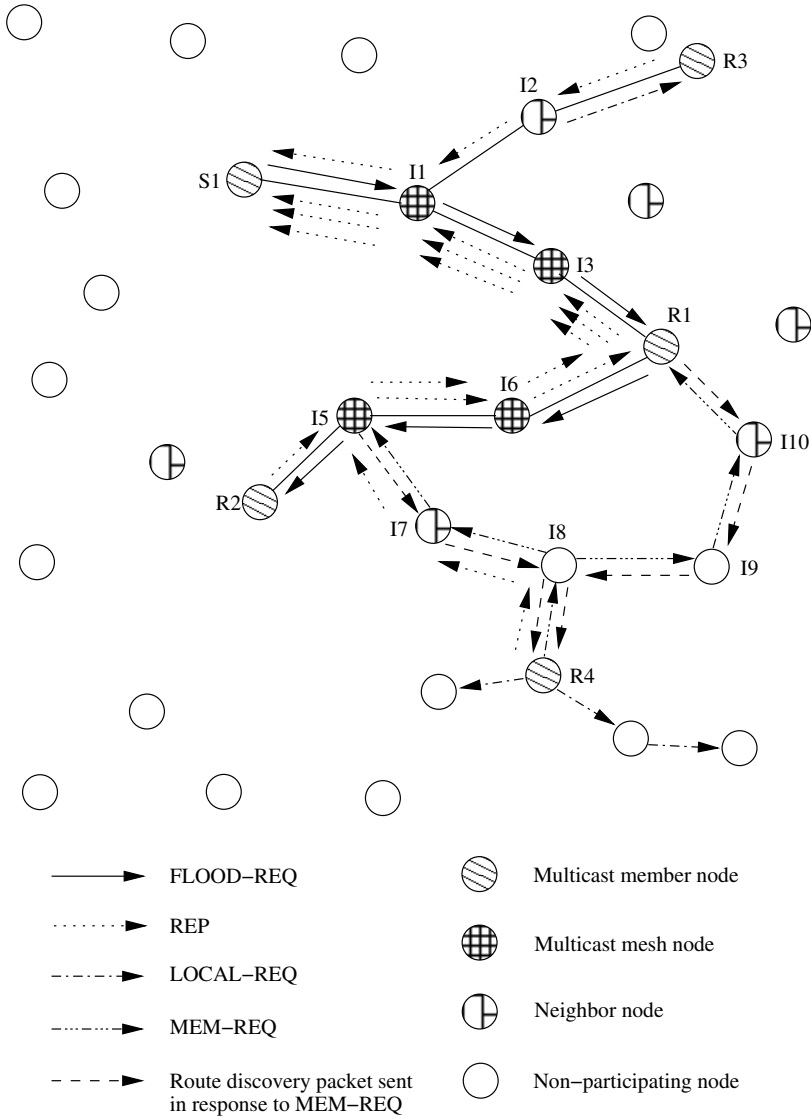 R3
I2
I1
S1
I3
R1
I6
I5
I10
R2
I7
I8
I9
R4
FLOOD−REQ
REP
LOCAL−REQ
MEM−REQ
Route discovery packet sent
in response to MEM−REQ
Multicast member node
Multicast mesh node
Neighbor node
Non−participating node